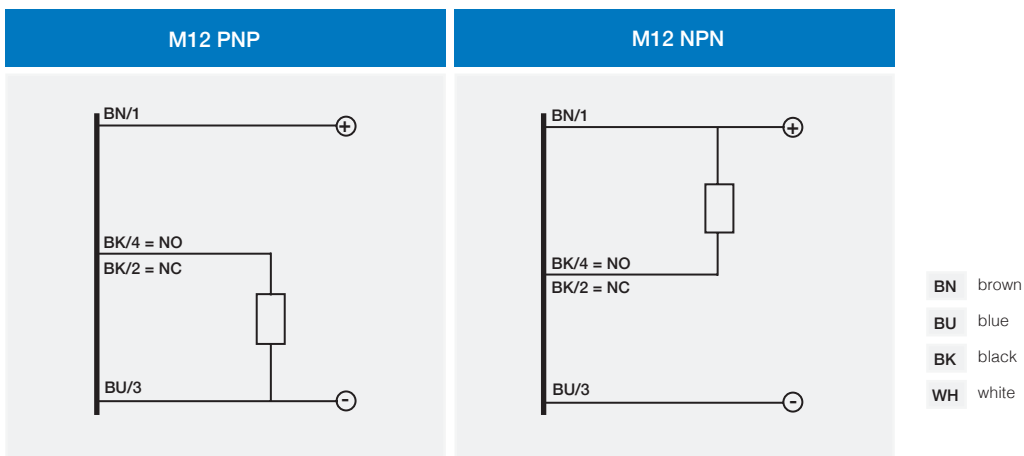 M12 PNP
BN/1
+
BK/4 = NO
BK/2 = NC
BU/3
-
M12 NPN
BN/1
+
BK/4 = NO
BK/2 = NC
BU/3
-
BN brown
BU blue
BK black
WH white